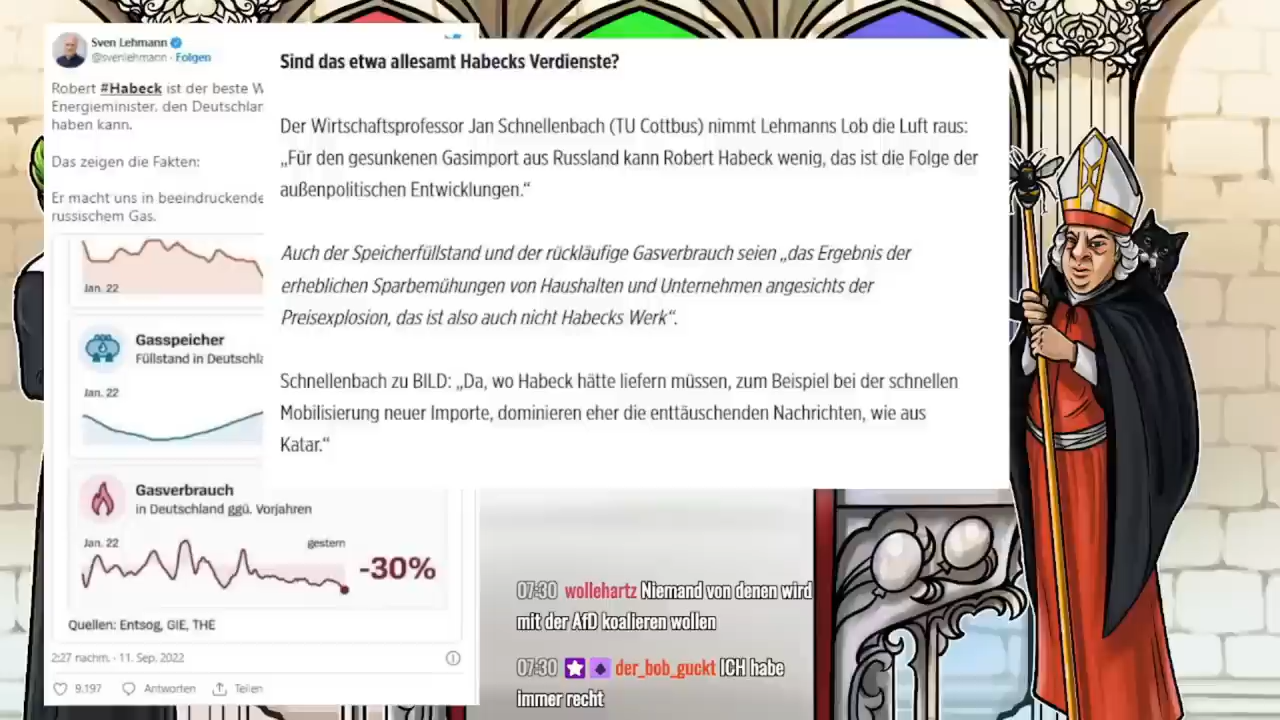 Sven Lehmann
@svenlehmann · Folgen
Robert #Habeck ist der beste W
Energieminister, den Deutschlan
haben kann.
Das zeigen die Fakten:
Er macht uns in beeindruckende
russischem Gas.
Jan. 22
Gasspeicher
Füllstand in Deutschla
Jan. 22
Gasverbrauch
in Deutschland ggü. Vorjahren
Jan. 22
gestern
-30%
Quellen: Entsog, GIE, THE
2:27 nachm. · 11. Sep. 2022
9.197 Antworten Teilen
Sind das etwa allesamt Habecks Verdienste?
Der Wirtschaftsprofessor Jan Schnellenbach (TU Cottbus) nimmt Lehmanns Lob die Luft raus:
„Für den gesunkenen Gasimport aus Russland kann Robert Habeck wenig, das ist die Folge der
außenpolitischen Entwicklungen.“
Auch der Speicherfüllstand und der rückläufige Gasverbrauch seien „das Ergebnis der
erheblichen Sparbemühungen von Haushalten und Unternehmen angesichts der
Preisexplosion, das ist also auch nicht Habecks Werk“.
Schnellenbach zu BILD: „Da, wo Habeck hätte liefern müssen, zum Beispiel bei der schnellen
Mobilisierung neuer Importe, dominieren eher die enttäuschenden Nachrichten, wie aus
Katar.“
07:30 wollehartz Niemand von denen wird
mit der AfD koalieren wollen
07:30 der_bob_guckt ICH habe
immer recht